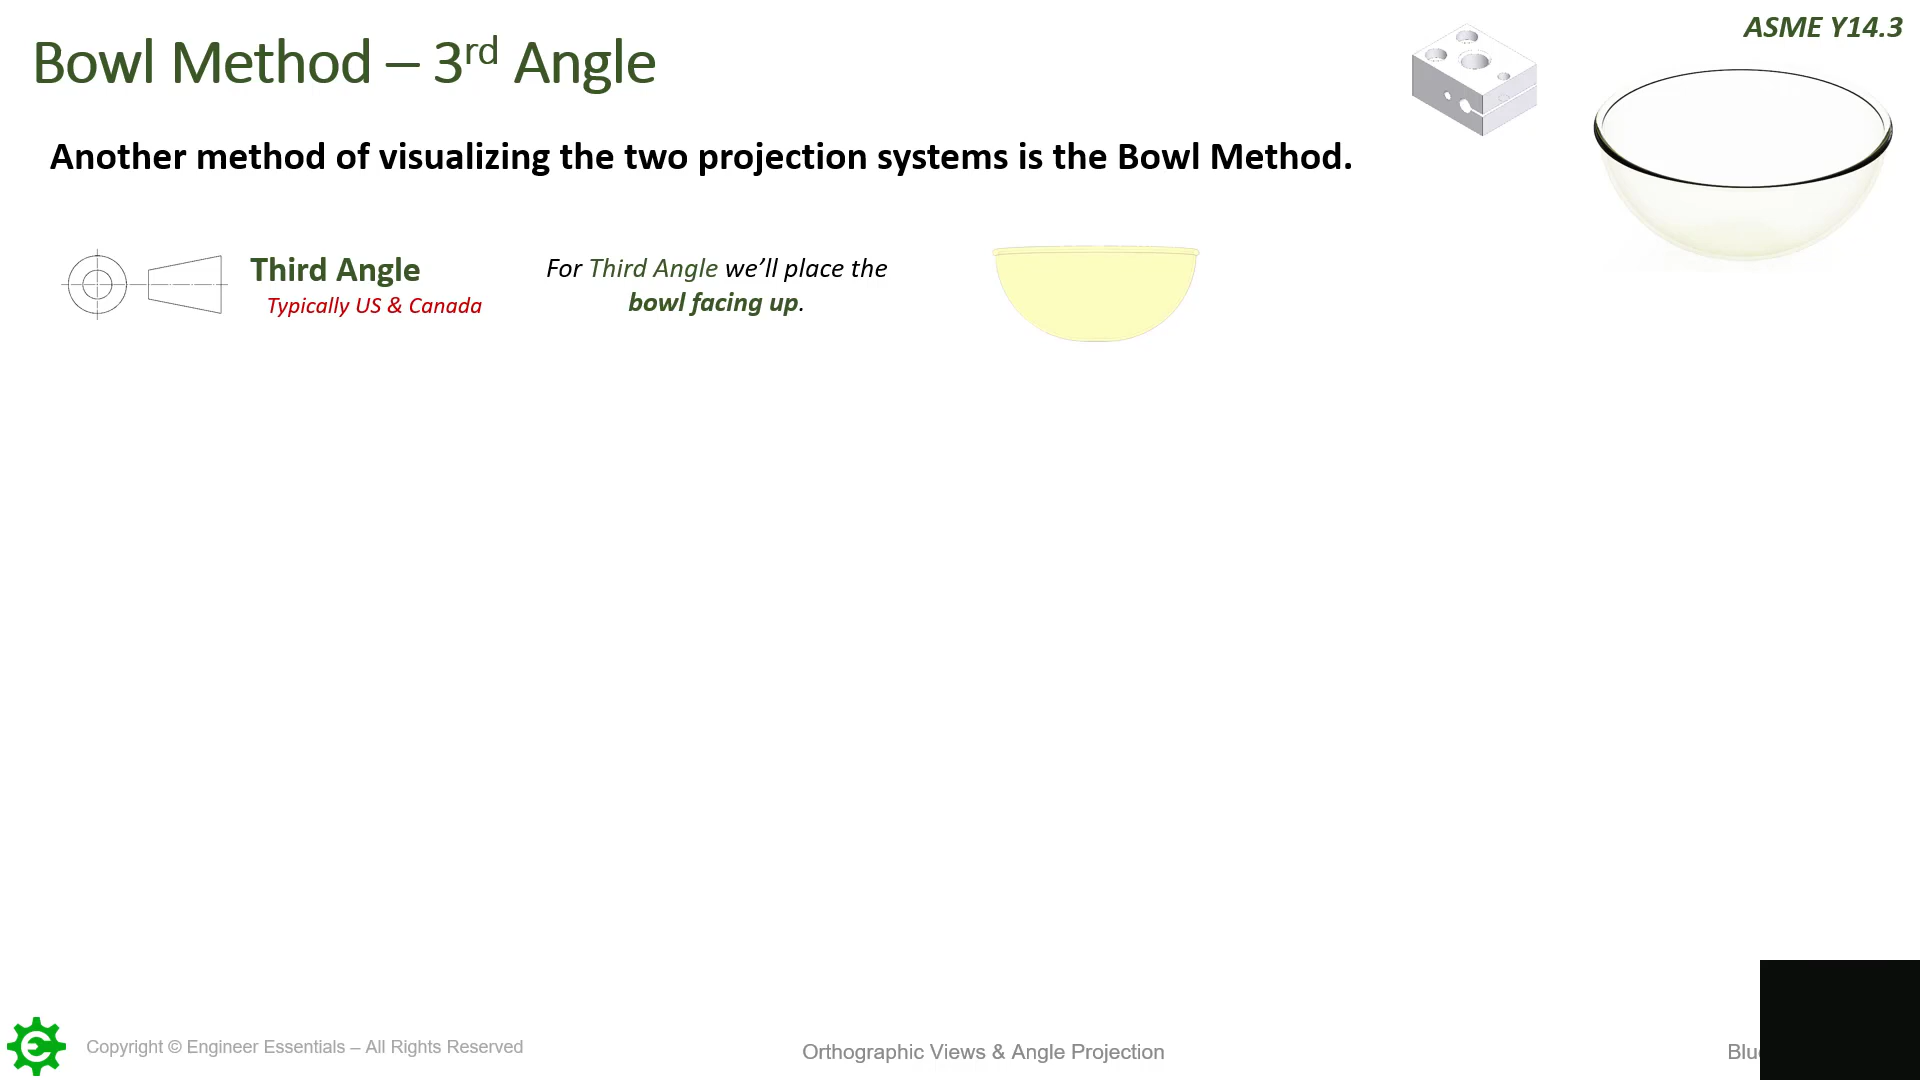 ASME Y14.3
Bowl Method – 3rd Angle
Another method of visualizing the two projection systems is the Bowl Method.
Third Angle
Typically US & Canada
For Third Angle we’ll place the
bowl facing up.
Copyright © Engineer Essentials – All Rights Reserved
Orthographic Views & Angle Projection